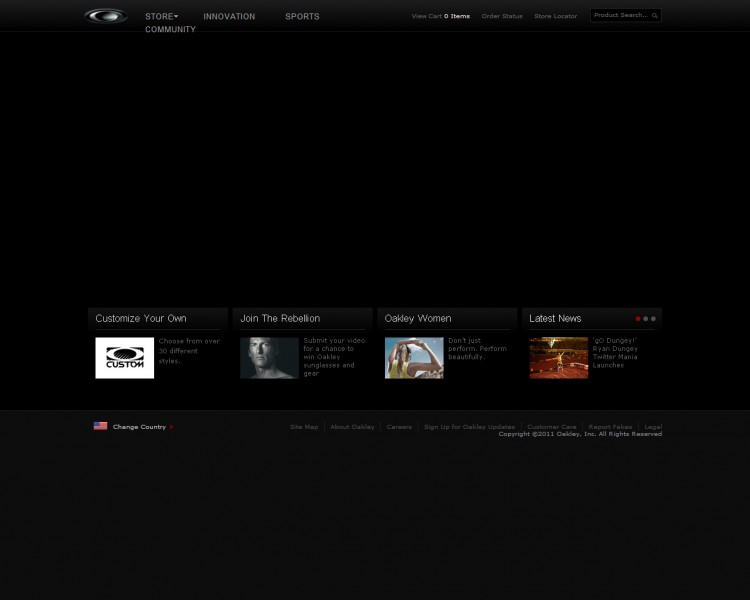 STORE INNOVATION SPORTS
COMMUNITY
View Cart 0 Items Order Status Store Locator Product Search...
Customize Your Own
CUSTOM
Choose from over
30 different
styles.
Join The Rebellion
Submit your video
for a chance to
win Oakley
sunglasses and
gear
Oakley Women
Don't just
perform. Perform
beautifully.
Latest News
'gO Dungey!'
Ryan Dungey
Twitter Mania
Launches
Change Country
Site Map About Oakley Careers Sign Up for Oakley Updates Customer Care Report Fakes Legal
Copyright ©2011 Oakley, Inc. All Rights Reserved